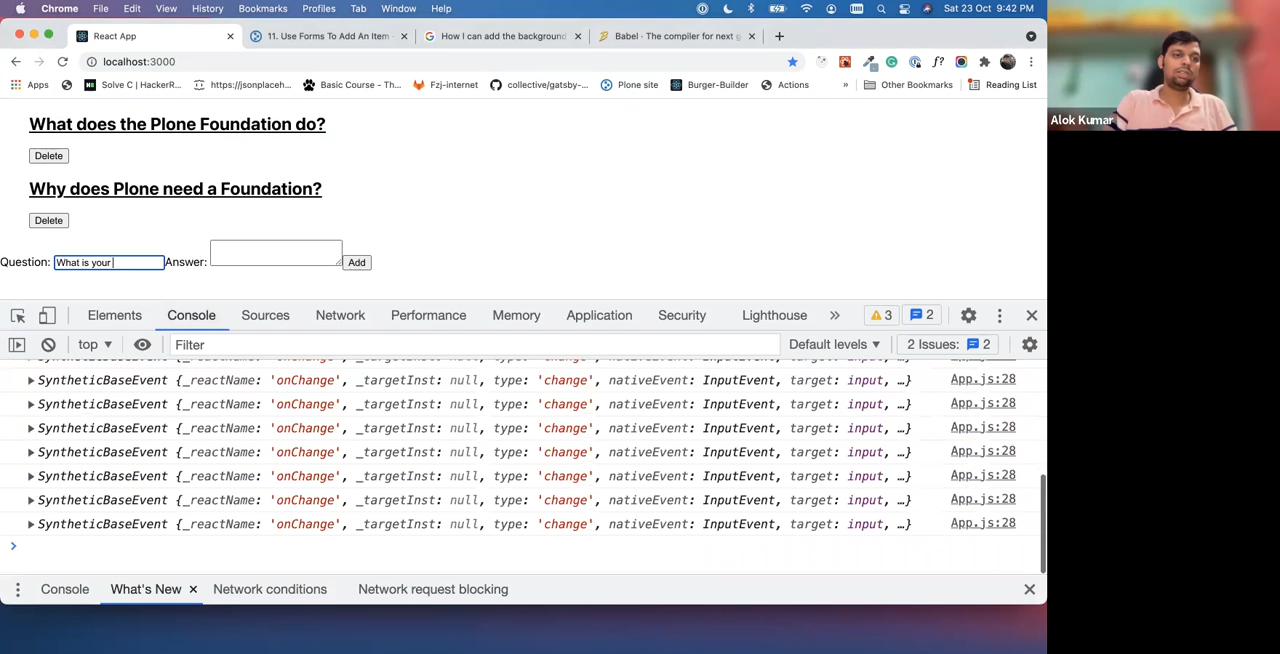 Chrome File Edit View History Bookmarks Profiles Tab Window Help Sat 23 Oct 9:42 PM
React App 11. Use Forms To Add An Item - How I can add the background Babel · The compiler for next g
localhost:3000
Apps Solve C | HackerR... https://jsonplaceh... Basic Course - Th... Fzj-internet collective/gatsby-... Plone site Burger-Builder Actions » Other Bookmarks Reading List
What does the Plone Foundation do?
Delete
Why does Plone need a Foundation?
Delete
Question: What is your Answer: Add
Elements Console Sources Network Performance Memory Application Security Lighthouse » 3 2
top Filter Default levels 2 Issues: 2
SyntheticBaseEvent {_reactName: 'onChange', _targetInst: null, type: 'change', nativeEvent: InputEvent, target: input, …} App.js:28
SyntheticBaseEvent {_reactName: 'onChange', _targetInst: null, type: 'change', nativeEvent: InputEvent, target: input, …} App.js:28
SyntheticBaseEvent {_reactName: 'onChange', _targetInst: null, type: 'change', nativeEvent: InputEvent, target: input, …} App.js:28
SyntheticBaseEvent {_reactName: 'onChange', _targetInst: null, type: 'change', nativeEvent: InputEvent, target: input, …} App.js:28
SyntheticBaseEvent {_reactName: 'onChange', _targetInst: null, type: 'change', nativeEvent: InputEvent, target: input, …} App.js:28
SyntheticBaseEvent {_reactName: 'onChange', _targetInst: null, type: 'change', nativeEvent: InputEvent, target: input, …} App.js:28
SyntheticBaseEvent {_reactName: 'onChange', _targetInst: null, type: 'change', nativeEvent: InputEvent, target: input, …} App.js:28
Console What's New Network conditions Network request blocking
Alok Kumar